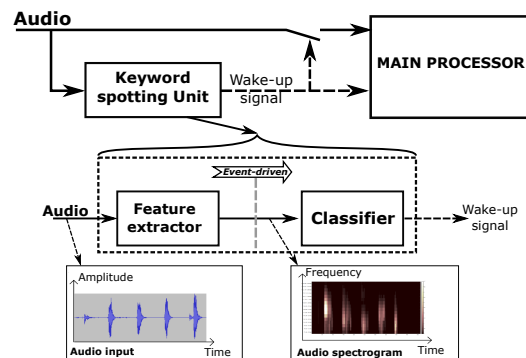 Audio
Keyword
spotting Unit
Wake-up
signal
MAIN PROCESSOR
Event-driven
Audio
Feature
extractor
Classifier
Wake-up
signal
Amplitude
Time
Audio input
Frequency
Time
Audio spectrogram